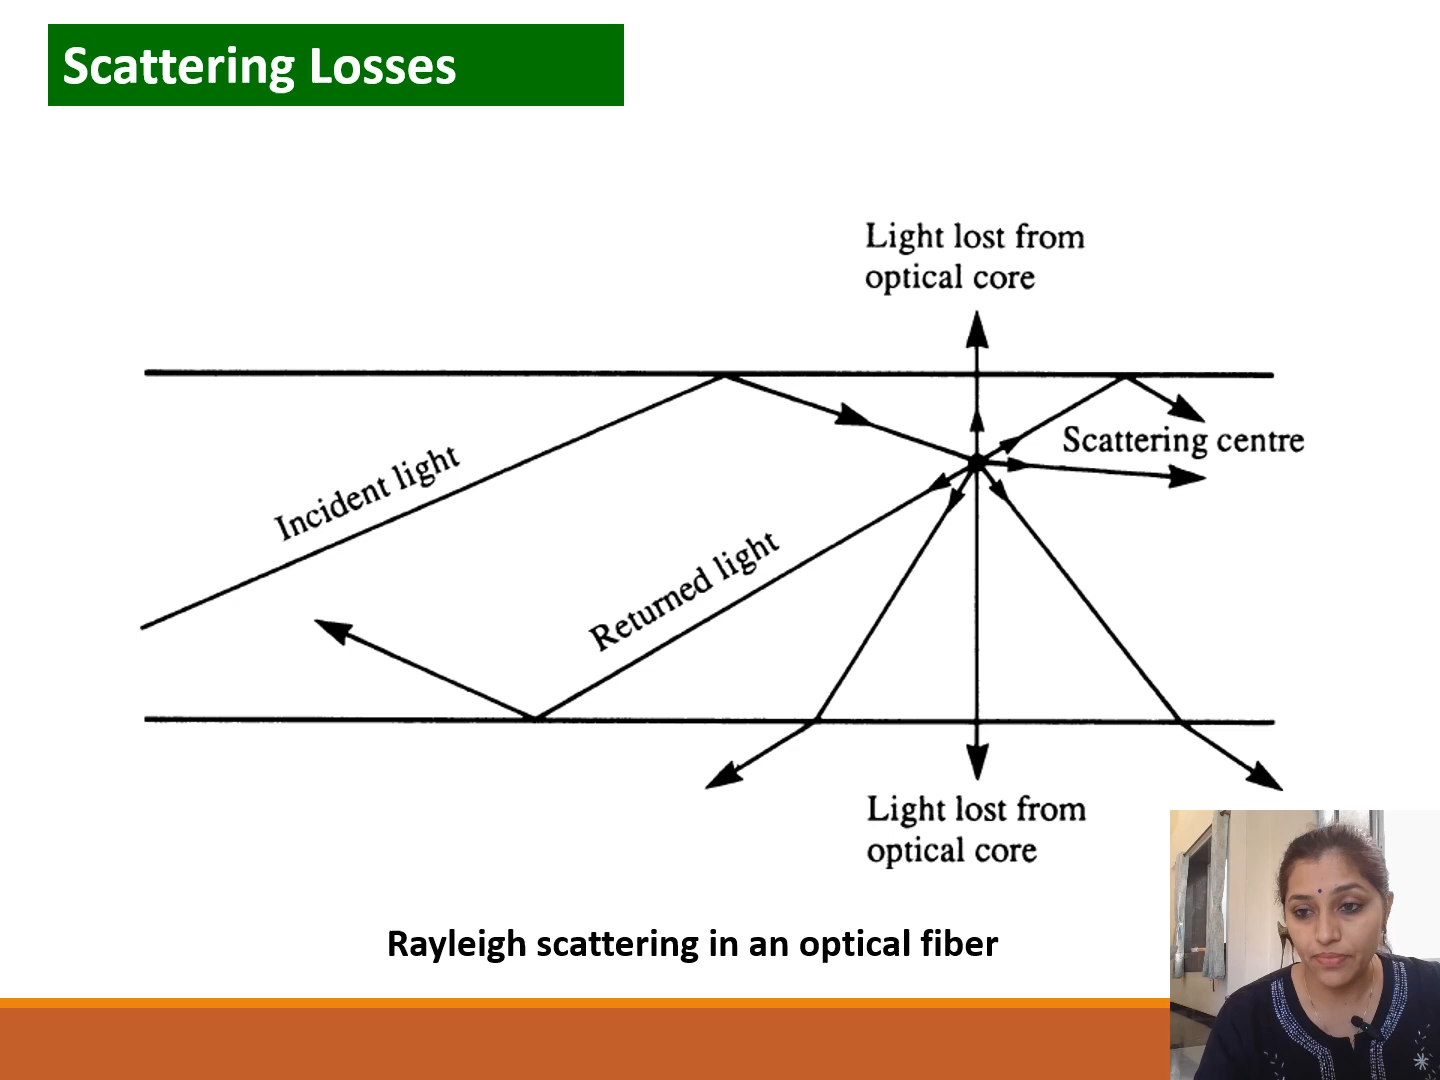 Scattering Losses
Light lost from
optical core
Incident light
Scattering centre
Returned light
Light lost from
optical core
Rayleigh scattering in an optical fiber